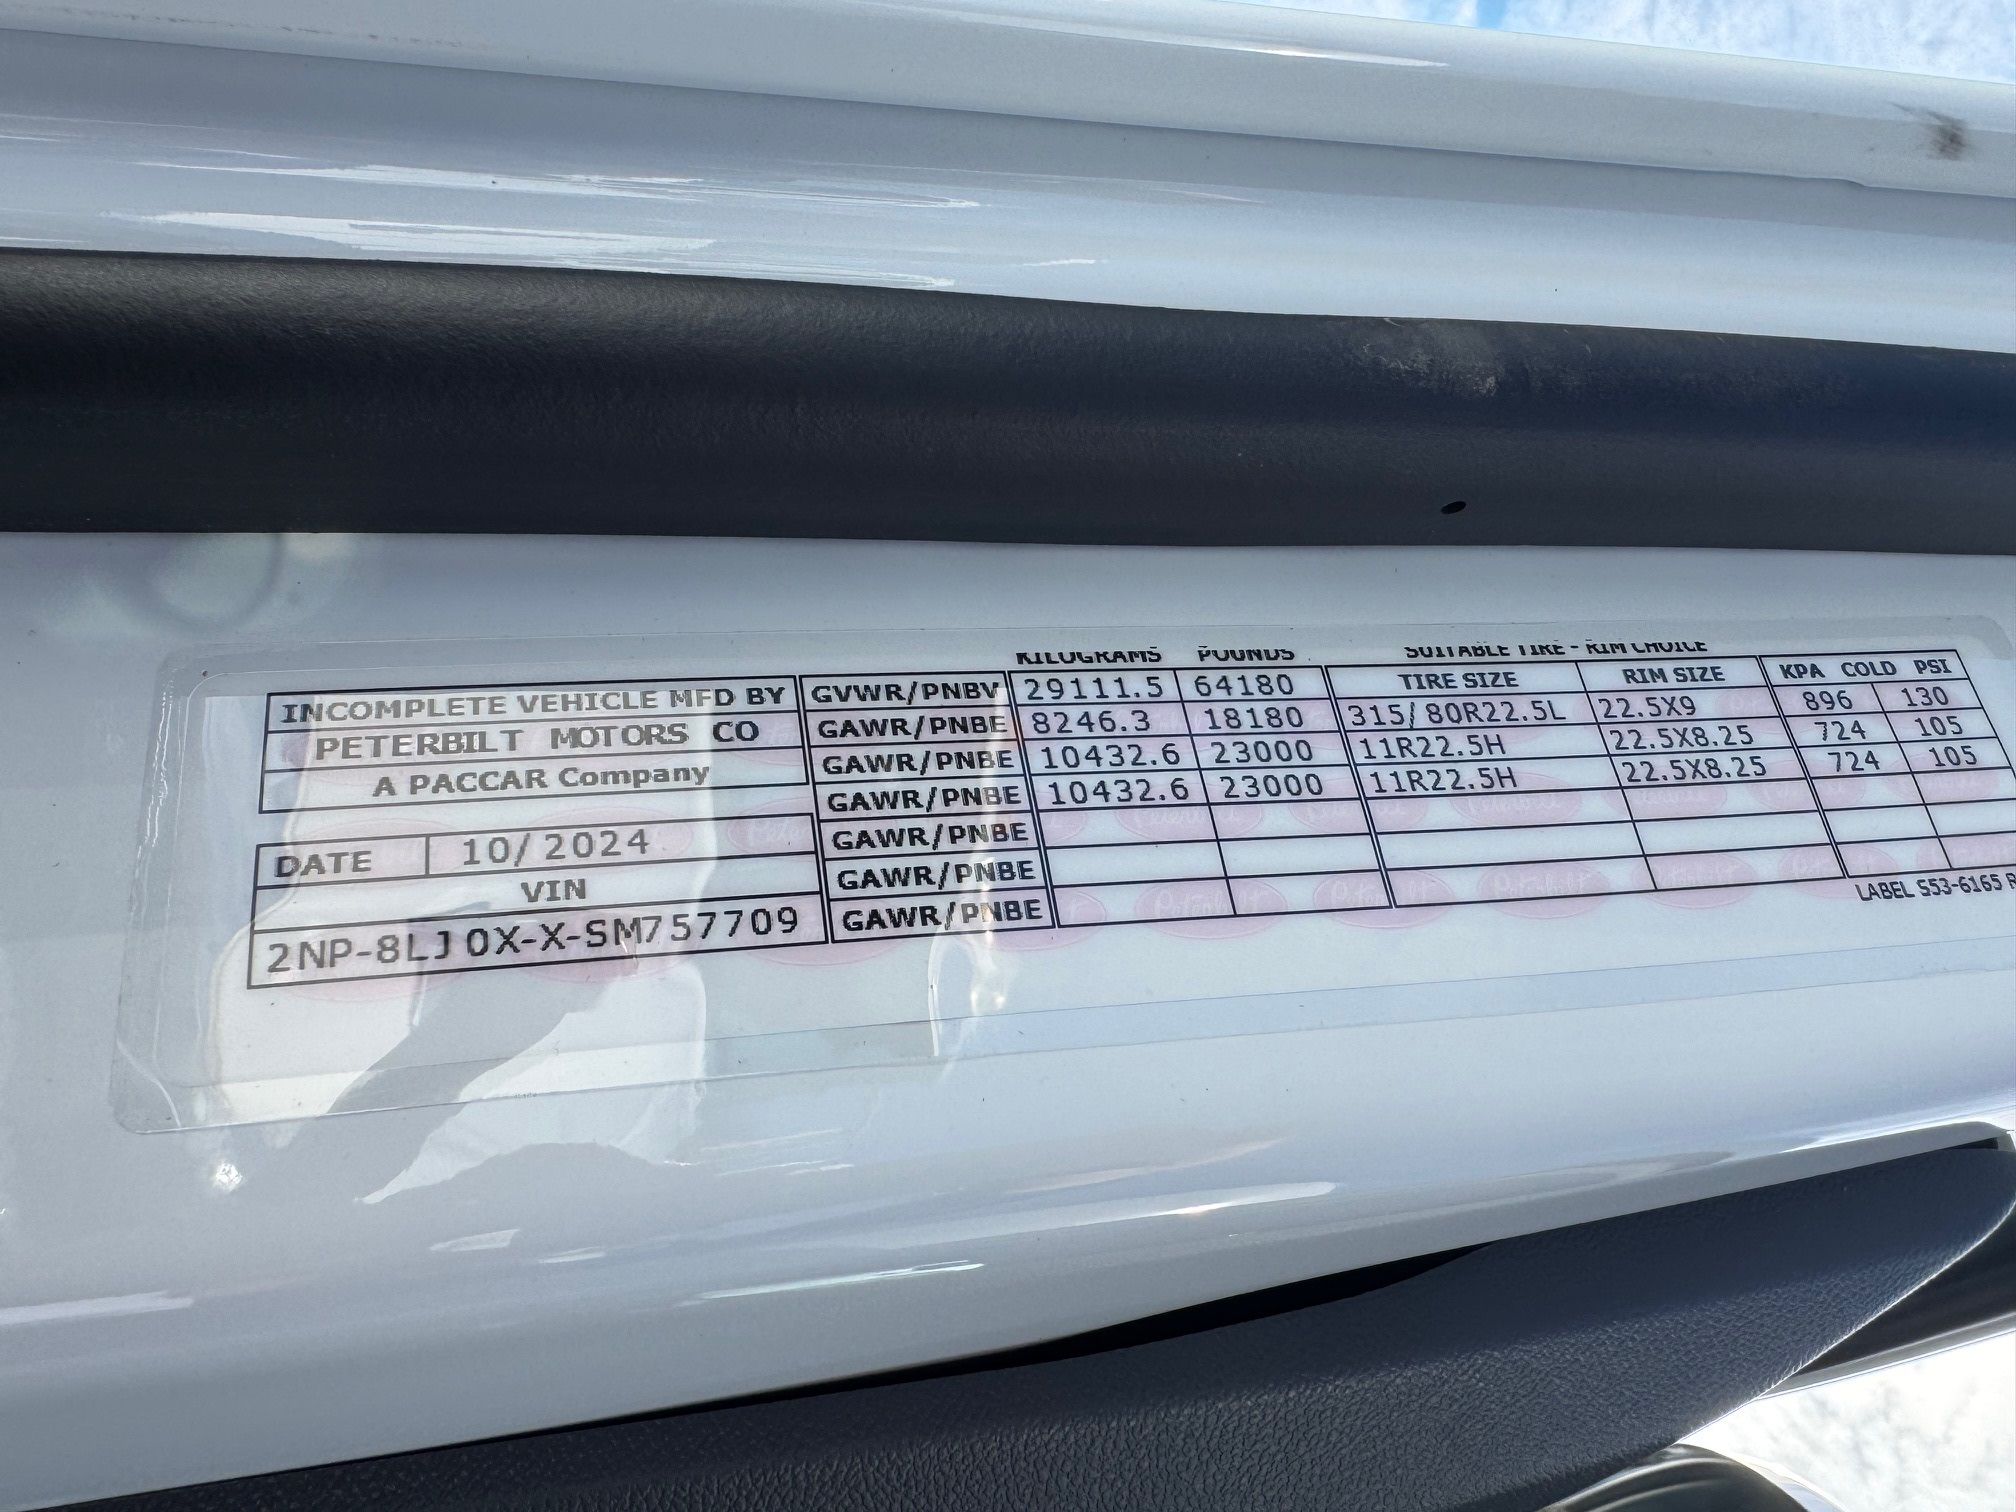 KILOGRAMS POUNDS SUITABLE TIRE - RIM CHOICE
INCOMPLETE VEHICLE MFD BY
PETERBILT MOTORS CO
A PACCAR Company
DATE 10/2024
VIN
2NP-8LJ0X-X-SM757709
TIRE SIZE RIM SIZE KPA COLD PSI
GVWR/PNBV 29111.5 64180
GAWR/PNBE 8246.3 18180 315/80R22.5L 22.5X9 896 130
GAWR/PNBE 10432.6 23000 11R22.5H 22.5X8.25 724 105
GAWR/PNBE 10432.6 23000 11R22.5H 22.5X8.25 724 105
GAWR/PNBE
GAWR/PNBE
GAWR/PNBE
LABEL S53-6165